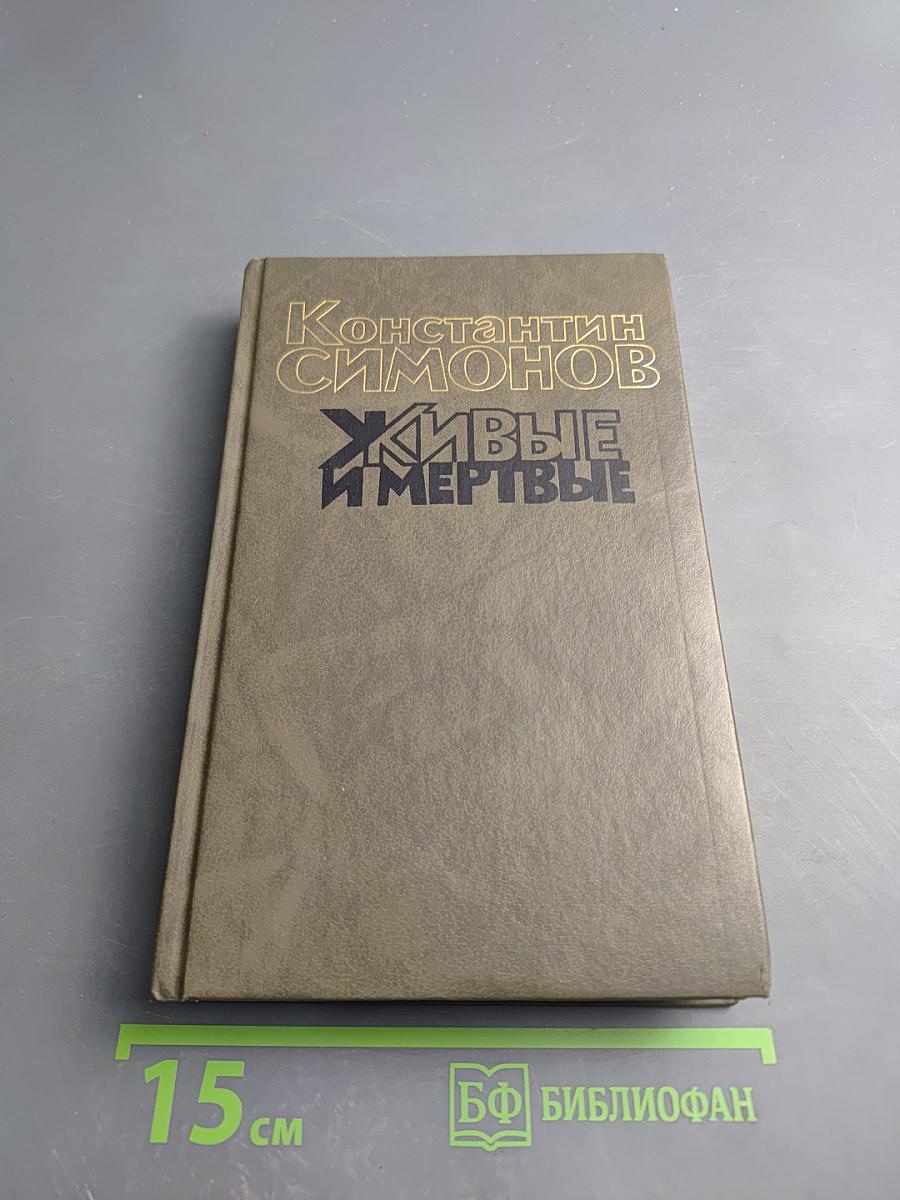 Константин
СИМОНОВ
ЖИВЫЕ
И МЕРТВЫЕ
15 см
БФ БИБЛИОФАН